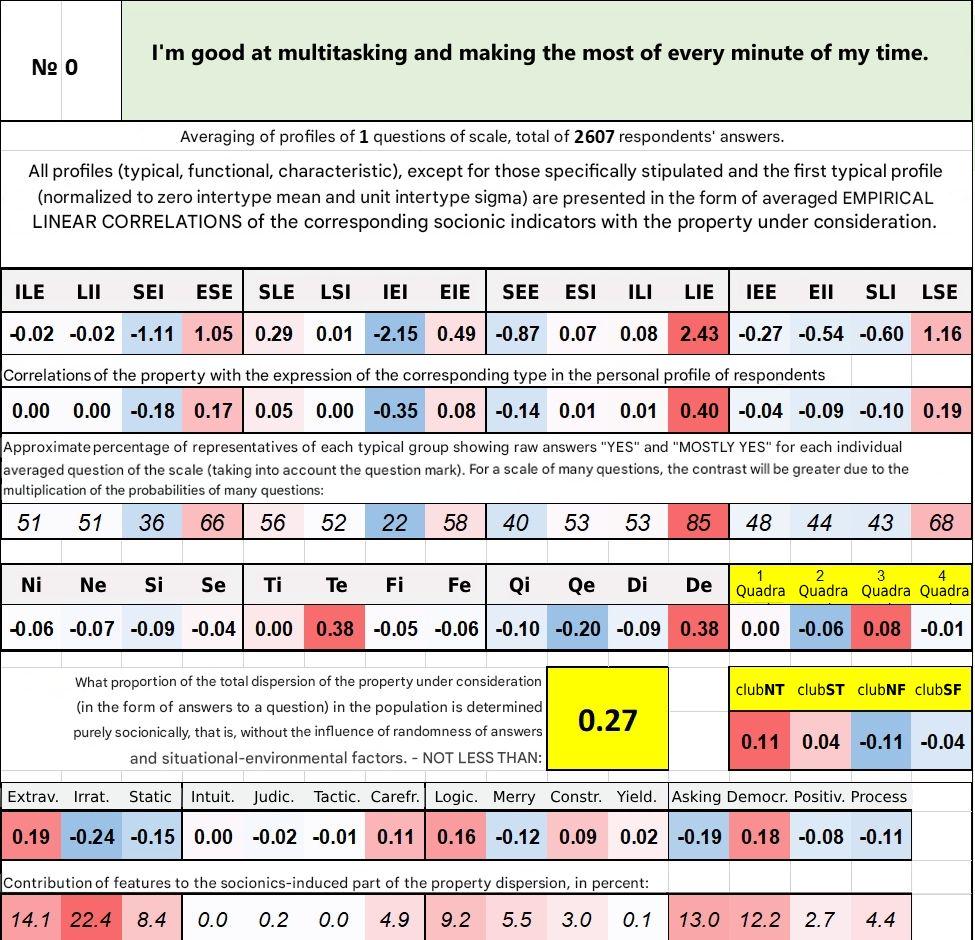 № 0
I'm good at multitasking and making the most of every minute of my time.
Averaging of profiles of 1 questions of scale, total of 2607 respondents' answers.
All profiles (typical, functional, characteristic), except for those specifically stipulated and the first typical profile
(normalized to zero intertype mean and unit intertype sigma) are presented in the form of averaged EMPIRICAL
LINEAR CORRELATIONS of the corresponding socionic indicators with the property under consideration.
ILE LII SEI ESE SLE LSI IEI EIE SEE ESI ILI LIE IEE EII SLI LSE
-0.02 -0.02 -1.11 1.05 0.29 0.01 -2.15 0.49 -0.87 0.07 0.08 2.43 -0.27 -0.54 -0.60 1.16
Correlations of the property with the expression of the corresponding type in the personal profile of respondents
0.00 0.00 -0.18 0.17 0.05 0.00 -0.35 0.08 -0.14 0.01 0.01 0.40 -0.04 -0.09 -0.10 0.19
Approximate percentage of representatives of each typical group showing raw answers "YES" and "MOSTLY YES" for each individual
averaged question of the scale (taking into account the question mark). For a scale of many questions, the contrast will be greater due to the
multiplication of the probabilities of many questions:
51 51 36 66 56 52 22 58 40 53 53 85 48 44 43 68
Ni Ne Si Se Ti Te Fi Fe Qi Qe Di De 1 Quadra 2 Quadra 3 Quadra 4 Quadra
-0.06 -0.07 -0.09 -0.04 0.00 0.38 -0.05 -0.06 -0.10 -0.20 -0.09 0.38 0.00 -0.06 0.08 -0.01
What proportion of the total dispersion of the property under consideration
(in the form of answers to a question) in the population is determined
purely socionically, that is, without the influence of randomness of answers
and situational-environmental factors. - NOT LESS THAN:
0.27
clubNT clubST clubNF clubSF
0.11 0.04 -0.11 -0.04
Extrav. Irrat. Static Intuit. Judic. Tactic. Carefr. Logic. Merry Constr. Yield. Asking Democr. Positiv. Process
0.19 -0.24 -0.15 0.00 -0.02 -0.01 0.11 0.16 -0.12 0.09 0.02 -0.19 0.18 -0.08 -0.11
Contribution of features to the socionics-induced part of the property dispersion, in percent:
14.1 22.4 8.4 0.0 0.2 0.0 4.9 9.2 5.5 3.0 0.1 13.0 12.2 2.7 4.4